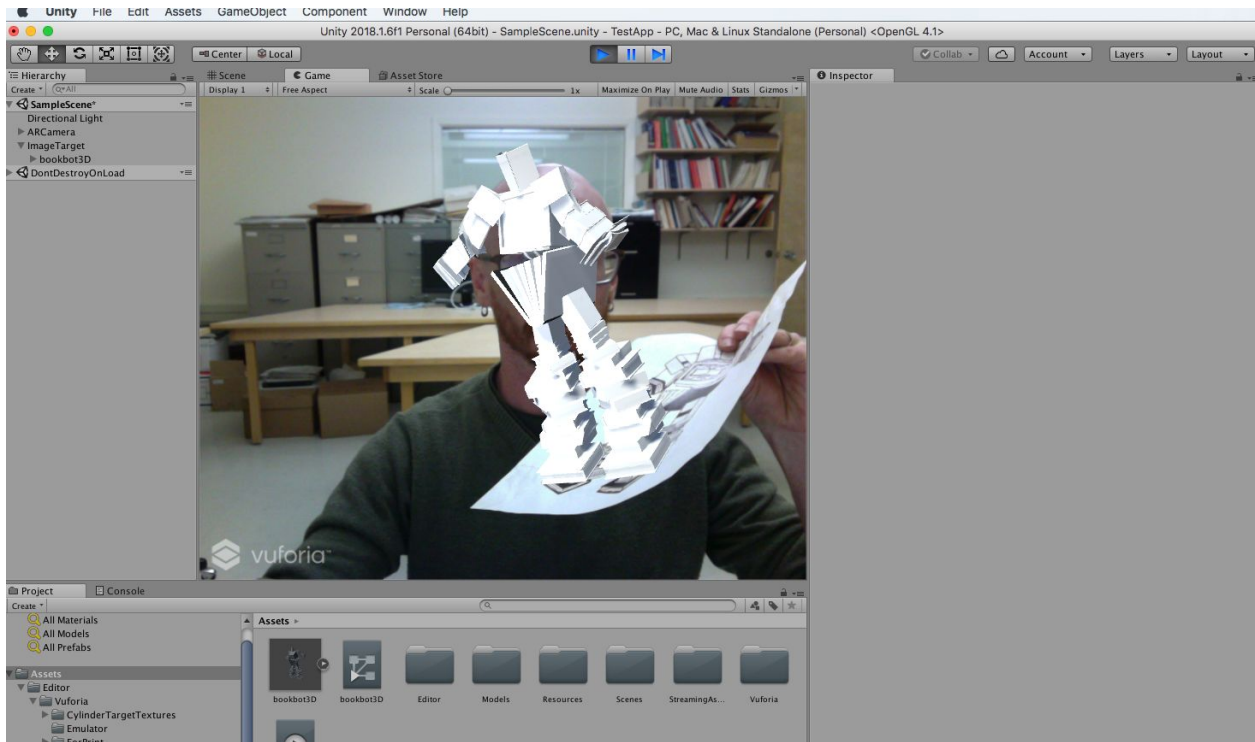 Unity File Edit Assets GameObject Component Window Help
Unity 2018.1.6f1 Personal (64bit) - SampleScene.unity - TestApp - PC, Mac & Linux Standalone (Personal) <OpenGL 4.1>
Center Local Collab Account Layers Layout
Hierarchy Scene Game Asset Store Inspector
Create All Display 1 Free Aspect Scale 1x Maximize On Play Mute Audio Stats Gizmos
SampleScene*
Directional Light
ARCamera
ImageTarget
bookbot3D
DontDestroyOnLoad
vuforia
Project Console
Create
All Materials
All Models
All Prefabs
Assets
Editor
Vuforia
CylinderTargetTextures
Emulator
ForPrint
Assets
bookbot3D bookbot3D Editor Models Resources Scenes StreamingAs... Vuforia